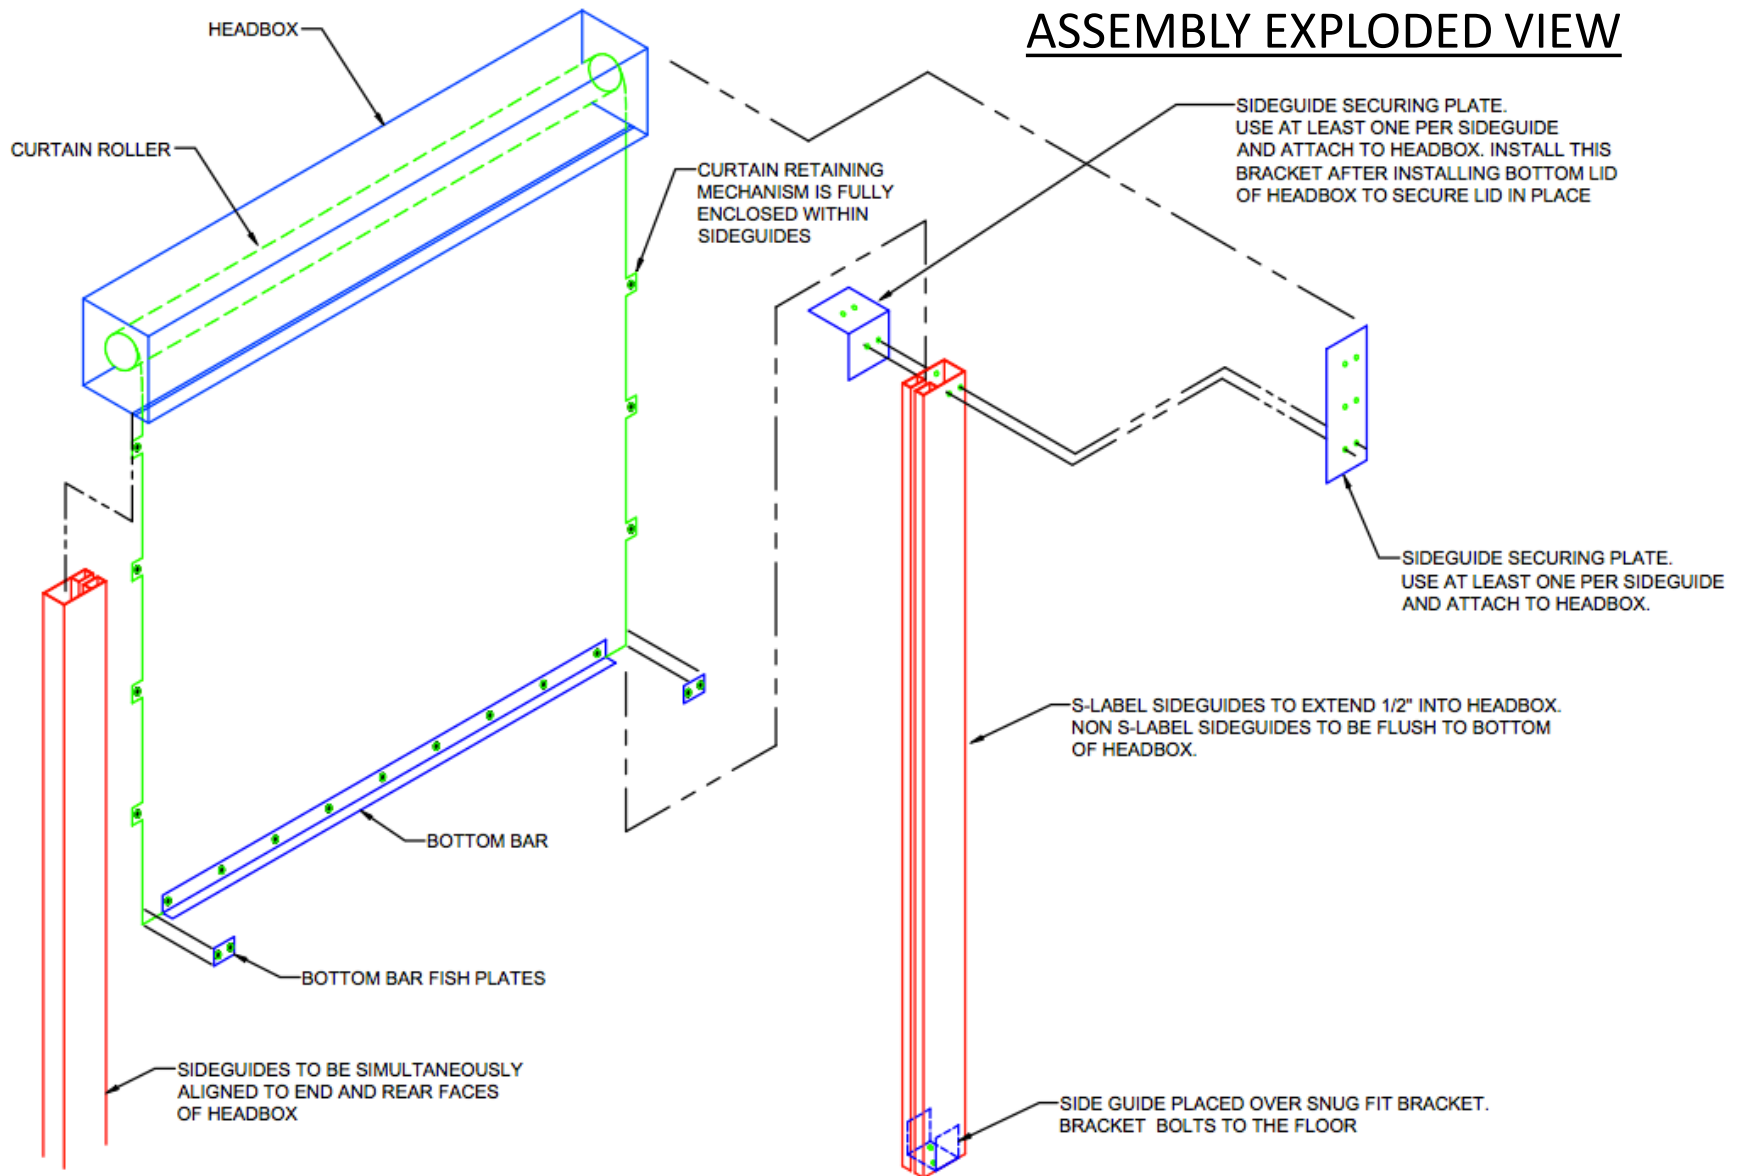 ASSEMBLY EXPLODED VIEW
HEADBOX
CURTAIN ROLLER
CURTAIN RETAINING
MECHANISM IS FULLY
ENCLOSED WITHIN
SIDEGUIDES
SIDEGUIDE SECURING PLATE.
USE AT LEAST ONE PER SIDEGUIDE
AND ATTACH TO HEADBOX. INSTALL THIS
BRACKET AFTER INSTALLING BOTTOM LID
OF HEADBOX TO SECURE LID IN PLACE
SIDEGUIDE SECURING PLATE.
USE AT LEAST ONE PER SIDEGUIDE
AND ATTACH TO HEADBOX.
S-LABEL SIDEGUIDES TO EXTEND 1/2" INTO HEADBOX.
NON S-LABEL SIDEGUIDES TO BE FLUSH TO BOTTOM
OF HEADBOX.
BOTTOM BAR
BOTTOM BAR FISH PLATES
SIDEGUIDES TO BE SIMULTANEOUSLY
ALIGNED TO END AND REAR FACES
OF HEADBOX
SIDE GUIDE PLACED OVER SNUG FIT BRACKET.
BRACKET BOLTS TO THE FLOOR